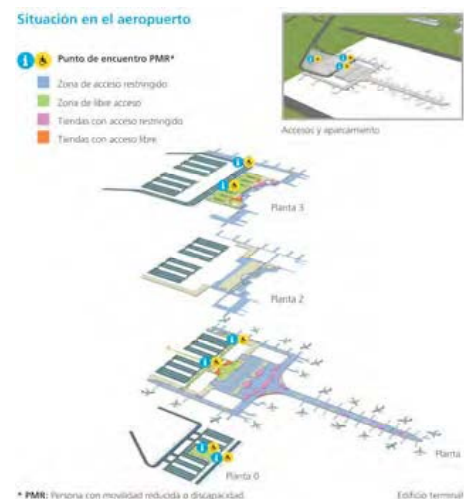 Situación en el aeropuerto
Punto de encuentro PMR*
Zona de acceso restringido
Zona de libre acceso
Tiendas con acceso restringido
Tiendas con acceso libre
Accesos y aparcamiento
Planta 3
Planta 2
Planta
Planta 0
* PMR: Persona con movilidad reducida o discapacidad.
Edificio terminal